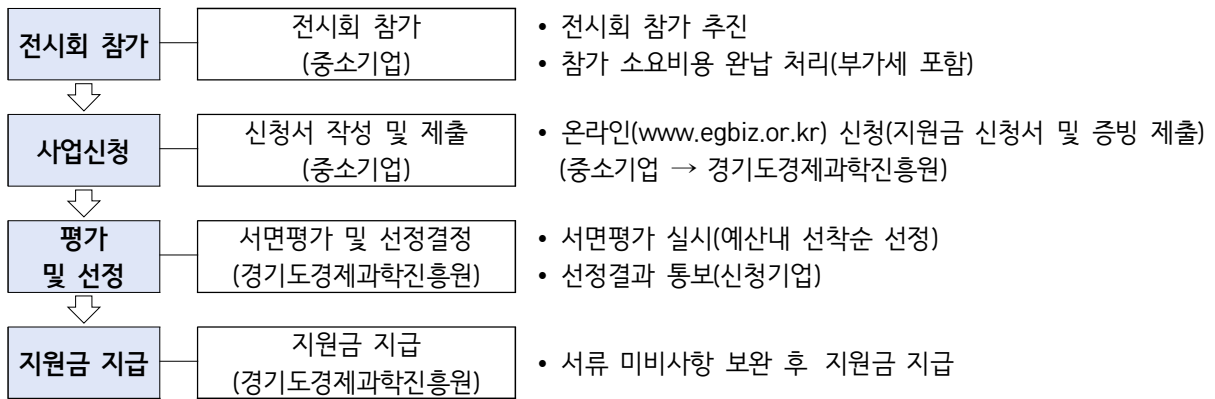 전시회 참가
전시회 참가
(중소기업)
• 전시회 참가 추진
• 참가 소요비용 완납 처리(부가세 포함)
사업신청
신청서 작성 및 제출
(중소기업)
• 온라인(www.egbiz.or.kr) 신청(지원금 신청서 및 증빙 제출)
(중소기업 → 경기도경제과학진흥원)
평가
및 선정
서면평가 및 선정결정
(경기도경제과학진흥원)
• 서면평가 실시(예산내 선착순 선정)
• 선정결과 통보(신청기업)
지원금 지급
지원금 지급
(경기도경제과학진흥원)
• 서류 미비사항 보완 후 지원금 지급